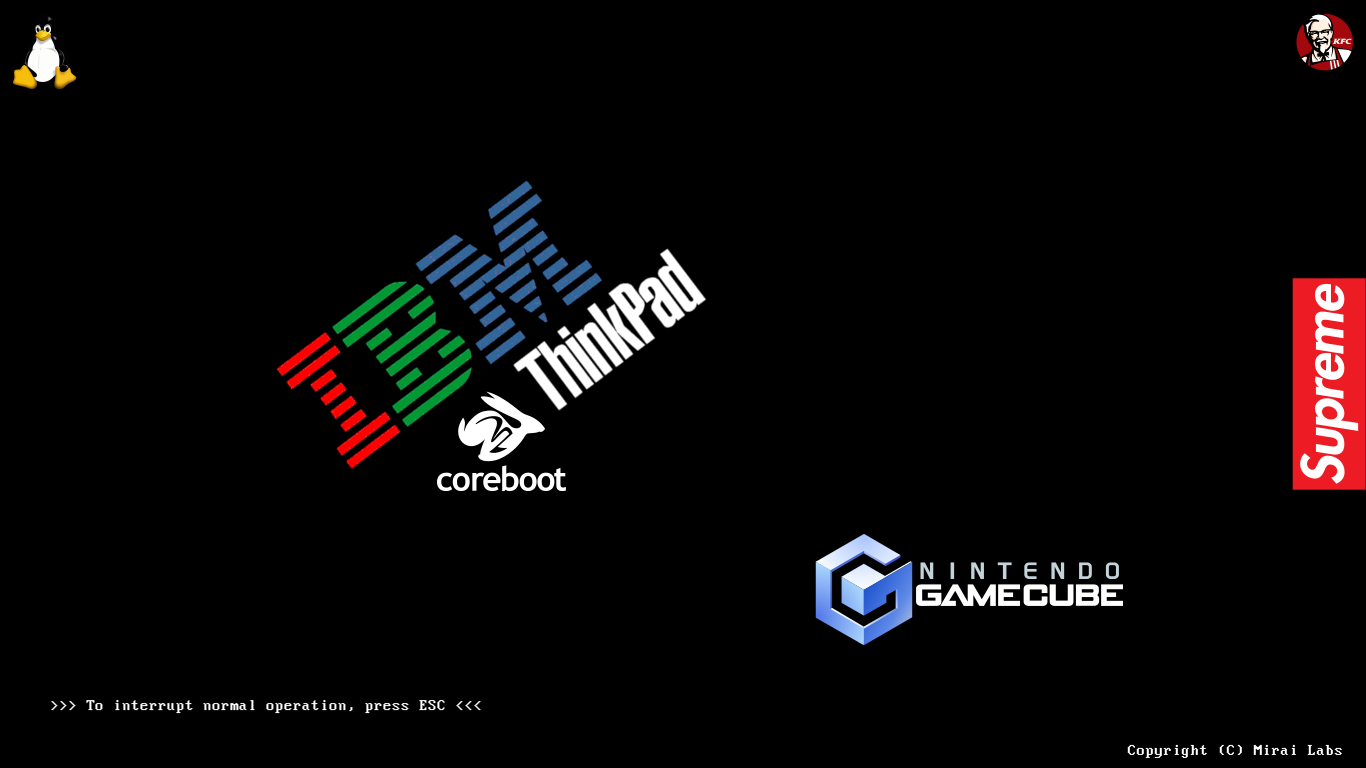 KFC
IBM
ThinkPad
coreboot
Supreme
NINTENDO
GAMECUBE
>>> To interrupt normal operation, press ESC <<<
Copyright (C) Mirai Labs